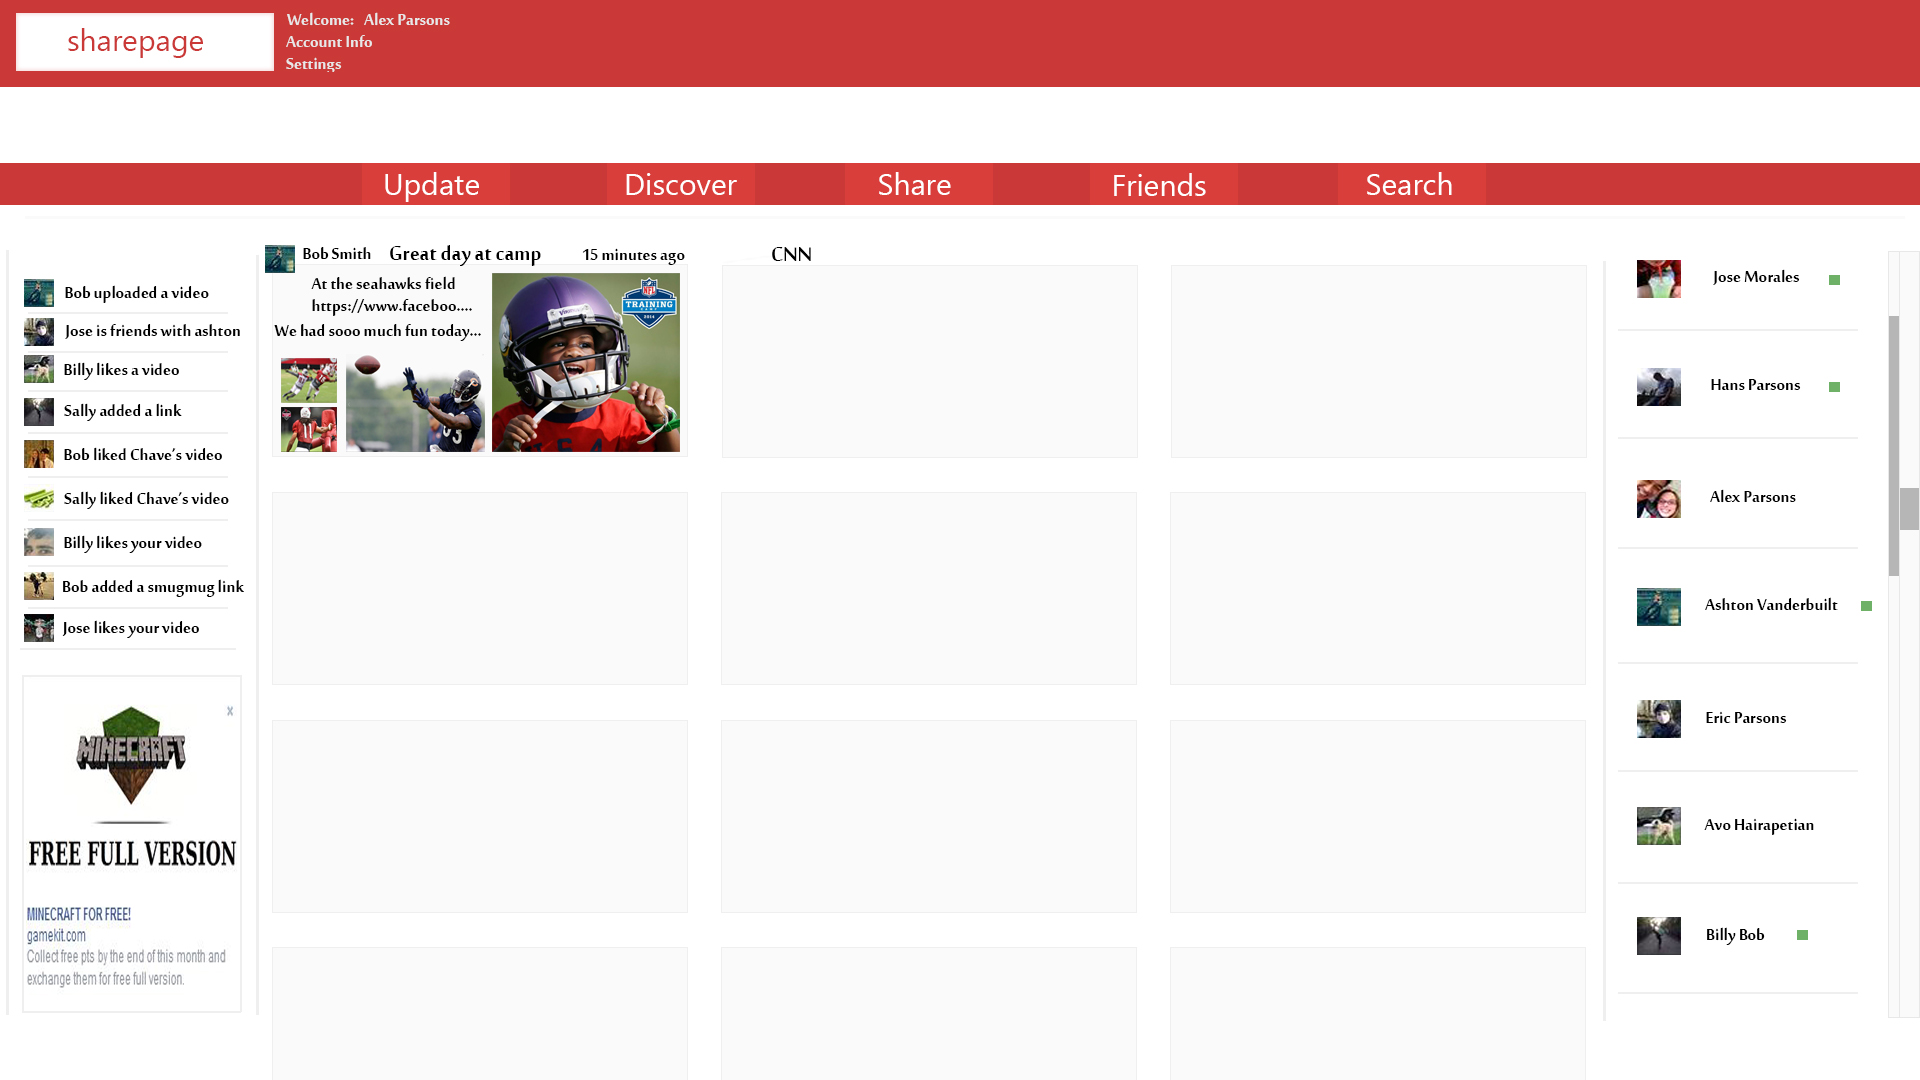 sharepage
Welcome: Alex Parsons
Account Info
Settings
Update
Discover
Share
Friends
Search
Bob uploaded a video
Jose is friends with ashton
Billy likes a video
Sally added a link
Bob liked Chave's video
Sally liked Chave's video
Billy likes your video
Bob added a smugmug link
Jose likes your video
x
MINECRAFT
FREE FULL VERSION
MINECRAFT FOR FREE!
gamekit.com
Collect free pts by the end of this month and
exchange them for free full version.
Bob Smith
Great day at camp
15 minutes ago
At the seahawks field
https://www.faceboo....
We had sooo much fun today...
NFL
TRAINING
2014
CNN
Jose Morales
Hans Parsons
Alex Parsons
Ashton Vanderbuilt
Eric Parsons
Avo Hairapetian
Billy Bob